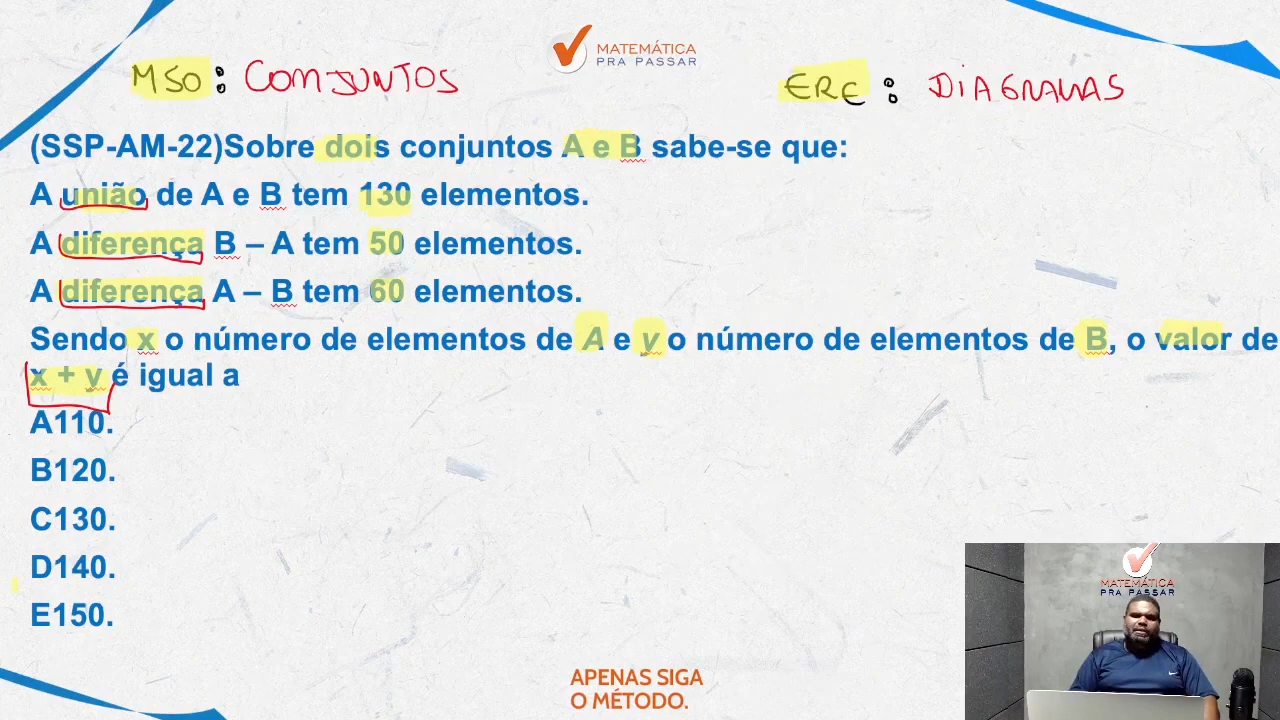 MATEMÁTICA
PRA PASSAR
MSO: CONJUNTOS
ERC: DIAGRAMAS
(SSP-AM-22)Sobre dois conjuntos A e B sabe-se que:
A união de A e B tem 130 elementos.
A diferença B – A tem 50 elementos.
A diferença A – B tem 60 elementos.
Sendo x o número de elementos de A e y o número de elementos de B, o valor de
x + y é igual a
A110.
B120.
C130.
D140.
E150.
MATEMÁTICA
PRA PASSAR
APENAS SIGA
O MÉTODO.